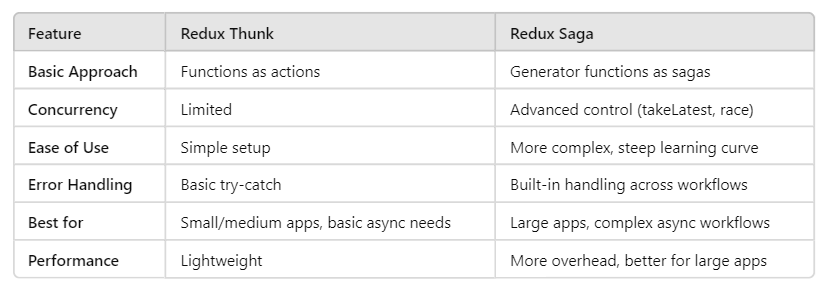 Feature Redux Thunk Redux Saga
Basic Approach Functions as actions Generator functions as sagas
Concurrency Limited Advanced control (takeLatest, race)
Ease of Use Simple setup More complex, steep learning curve
Error Handling Basic try-catch Built-in handling across workflows
Best for Small/medium apps, basic async needs Large apps, complex async workflows
Performance Lightweight More overhead, better for large apps